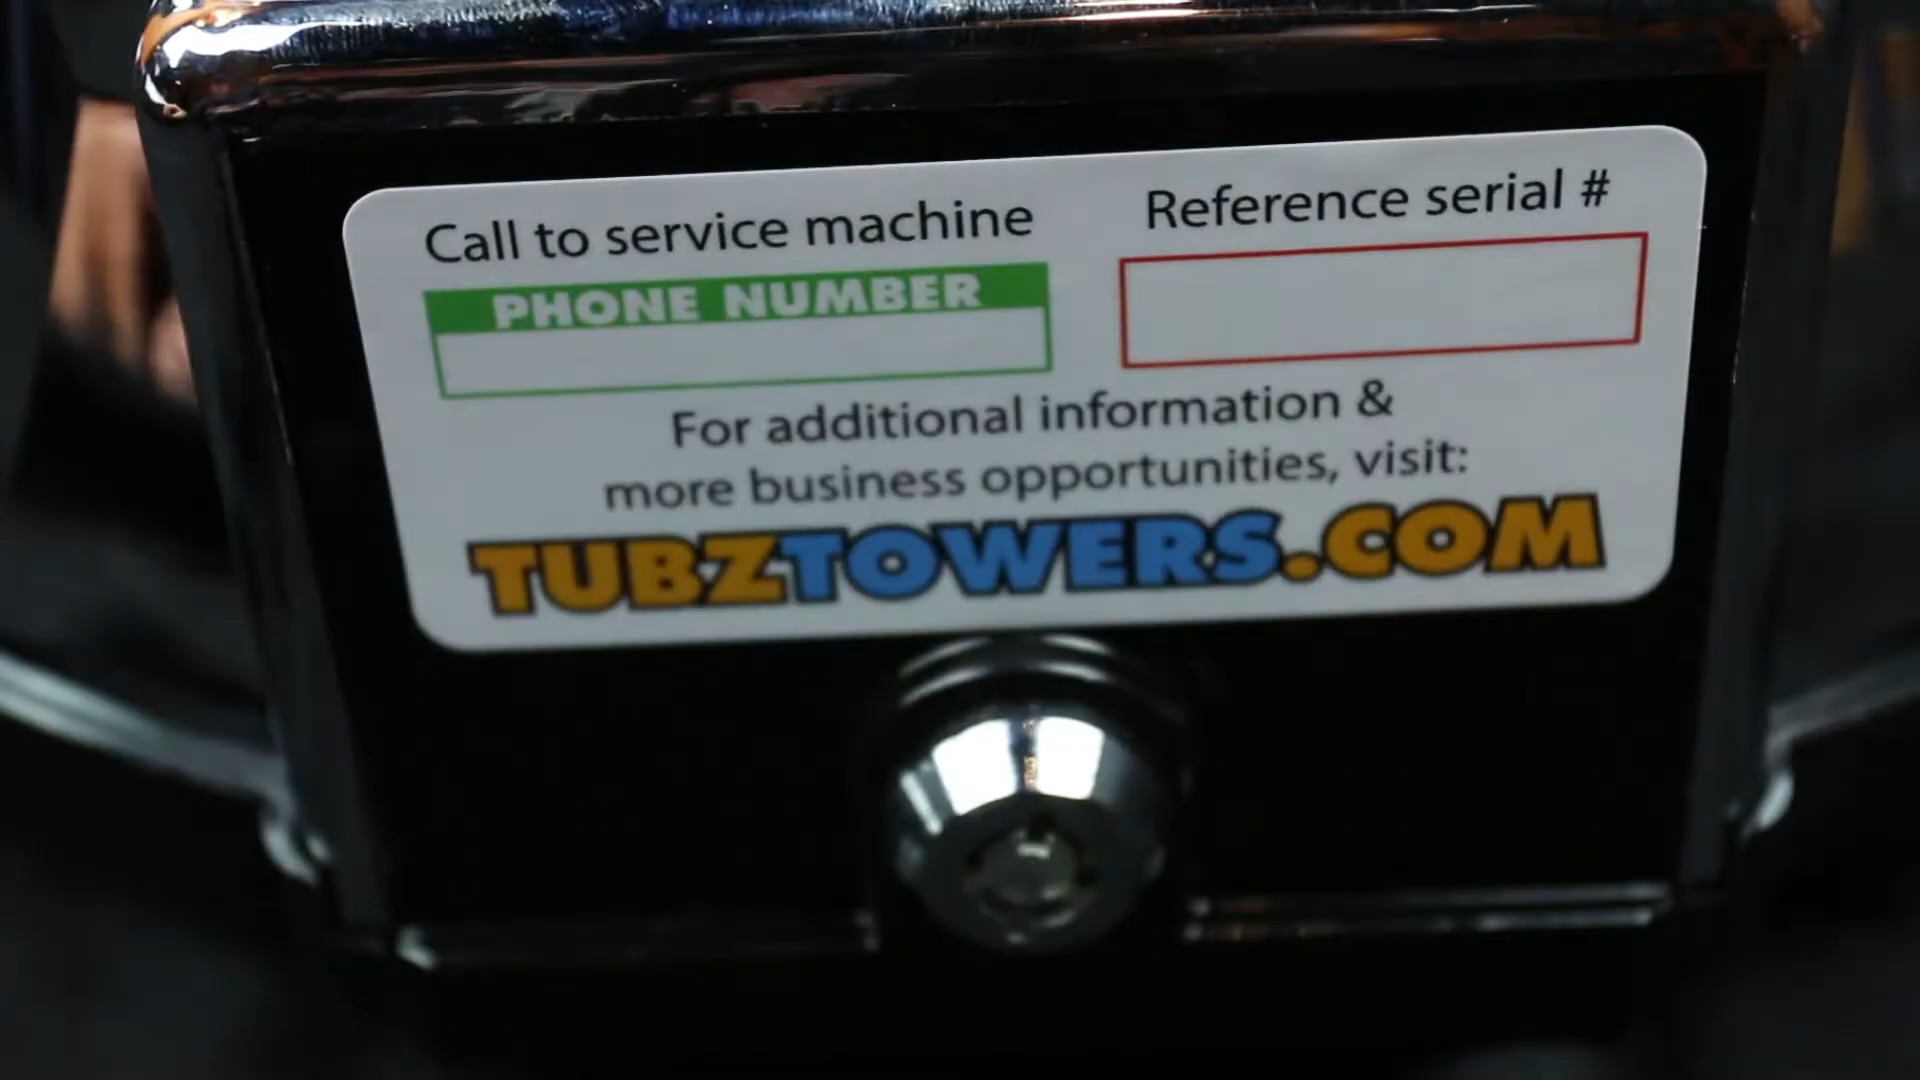 Call to service machine
PHONE NUMBER
Reference serial #
For additional information &
more business opportunities, visit:
TUBZTOWERS.COM